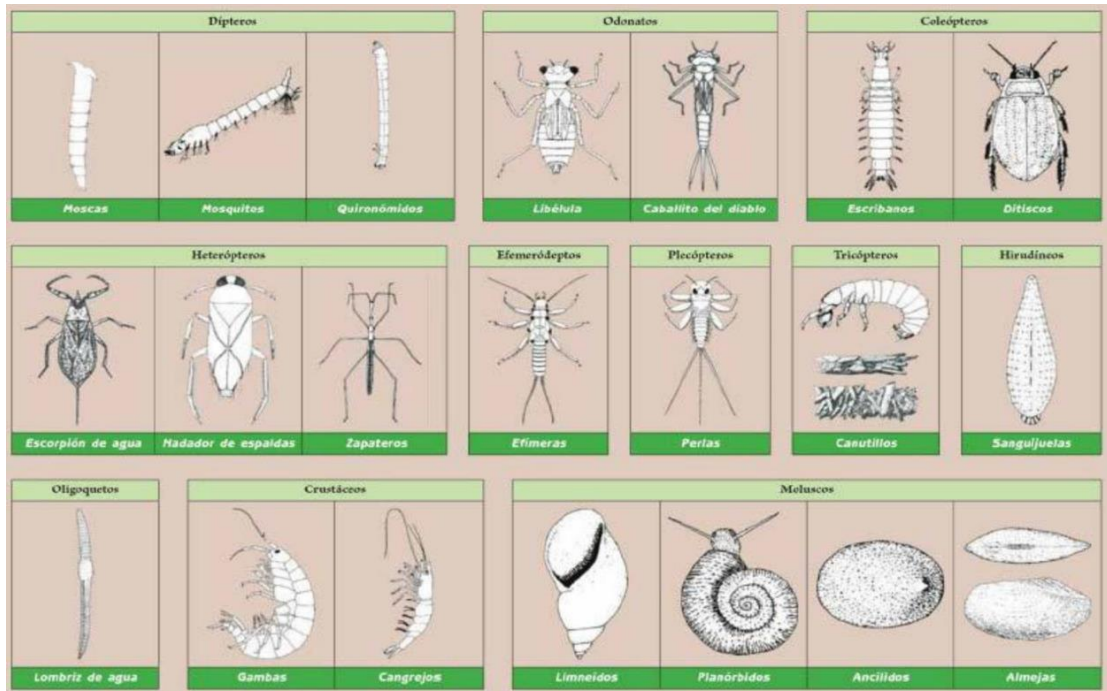 Dípteros
Odonatos
Coleópteros
Moscas
Mosquitos
Quironómidos
Libélula
Caballito del diablo
Escribanos
Ditiscos
Heterópteros
Efemeródeptos
Plecópteros
Tricópteros
Hirudíneos
Escorpión de agua
Nadador de espaldas
Zapateros
Efímeras
Perlas
Canutillos
Sanguijuelas
Oligoquetos
Crustáceos
Moluscos
Lombriz de agua
Gambas
Cangrejos
Limneidos
Planórbidos
Ancílidos
Almejas